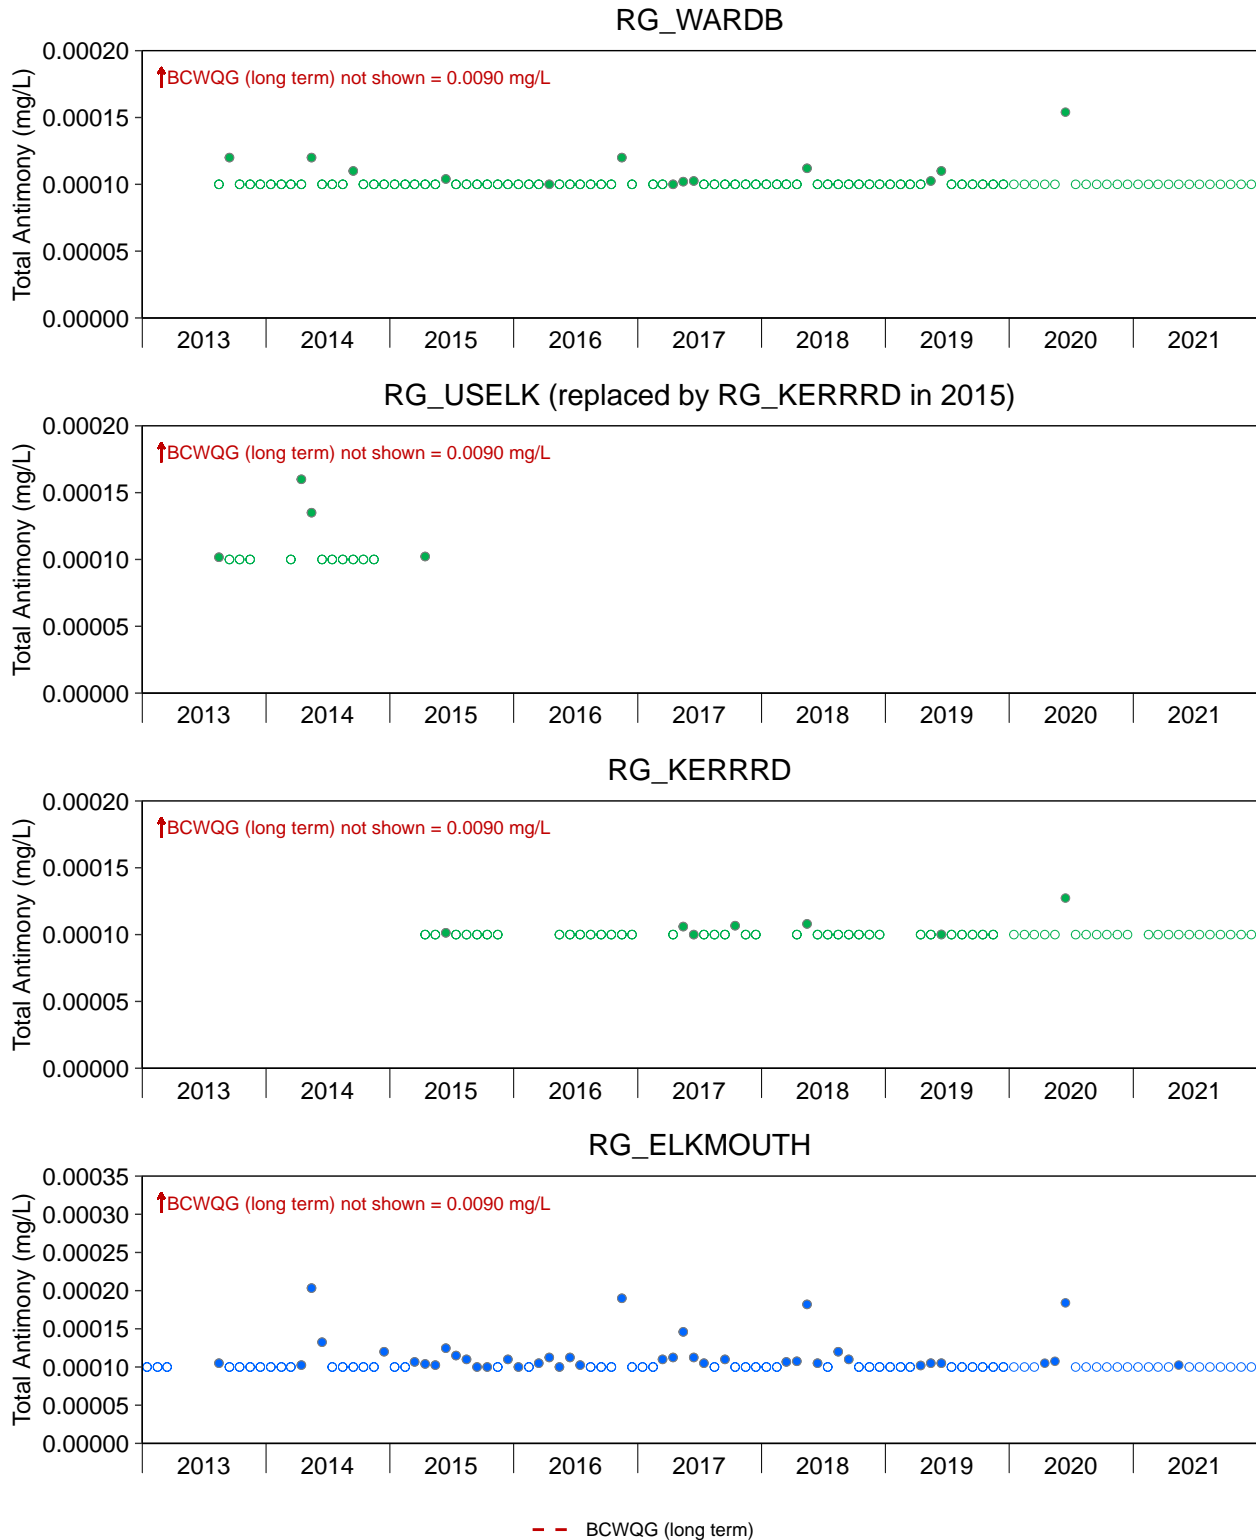 RG_WARDB
Total Antimony (mg/L)
0.00020
0.00015
0.00010
0.00005
0.00000
BCWQG (long term) not shown = 0.0090 mg/L
2013 2014 2015 2016 2017 2018 2019 2020 2021
RG_USELK (replaced by RG_KERRRD in 2015)
Total Antimony (mg/L)
0.00020
0.00015
0.00010
0.00005
0.00000
BCWQG (long term) not shown = 0.0090 mg/L
2013 2014 2015 2016 2017 2018 2019 2020 2021
RG_KERRRD
Total Antimony (mg/L)
0.00020
0.00015
0.00010
0.00005
0.00000
BCWQG (long term) not shown = 0.0090 mg/L
2013 2014 2015 2016 2017 2018 2019 2020 2021
RG_ELKMOUTH
Total Antimony (mg/L)
0.00035
0.00030
0.00025
0.00020
0.00015
0.00010
0.00005
0.00000
BCWQG (long term) not shown = 0.0090 mg/L
2013 2014 2015 2016 2017 2018 2019 2020 2021
BCWQG (long term)